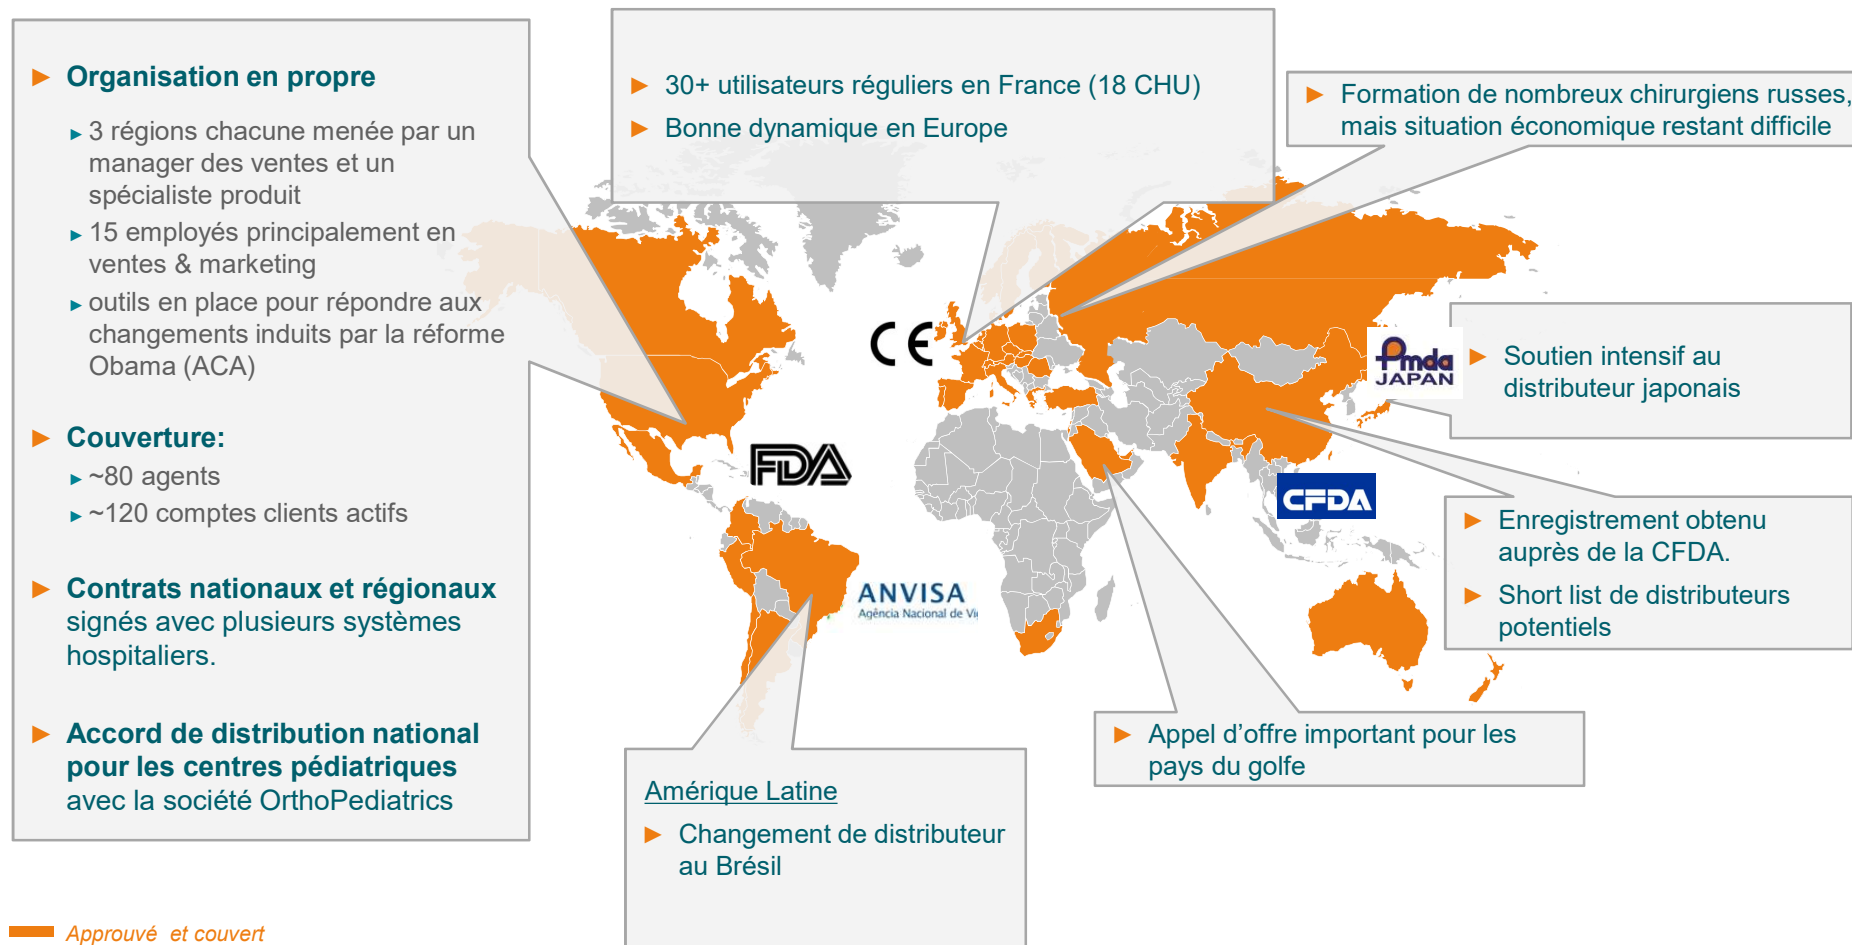 Organisation en propre
3 régions chacune menée par un
manager des ventes et un
spécialiste produit
15 employés principalement en
ventes & marketing
outils en place pour répondre aux
changements induits par la réforme
Obama (ACA)
Couverture:
~80 agents
~120 comptes clients actifs
Contrats nationaux et régionaux
signés avec plusieurs systèmes
hospitaliers.
Accord de distribution national
pour les centres pédiatriques
avec la société OrthoPediatrics
30+ utilisateurs réguliers en France (18 CHU)
Bonne dynamique en Europe
Formation de nombreux chirurgiens russes,
mais situation économique restant difficile
CE
Pmda
JAPAN
Soutien intensif au
distributeur japonais
FDA
CFDA
Enregistrement obtenu
auprès de la CFDA.
Short list de distributeurs
potentiels
ANVISA
Agência Nacional de Vi
Appel d’offre important pour les
pays du golfe
Amérique Latine
Changement de distributeur
au Brésil
Approuvé et couvert